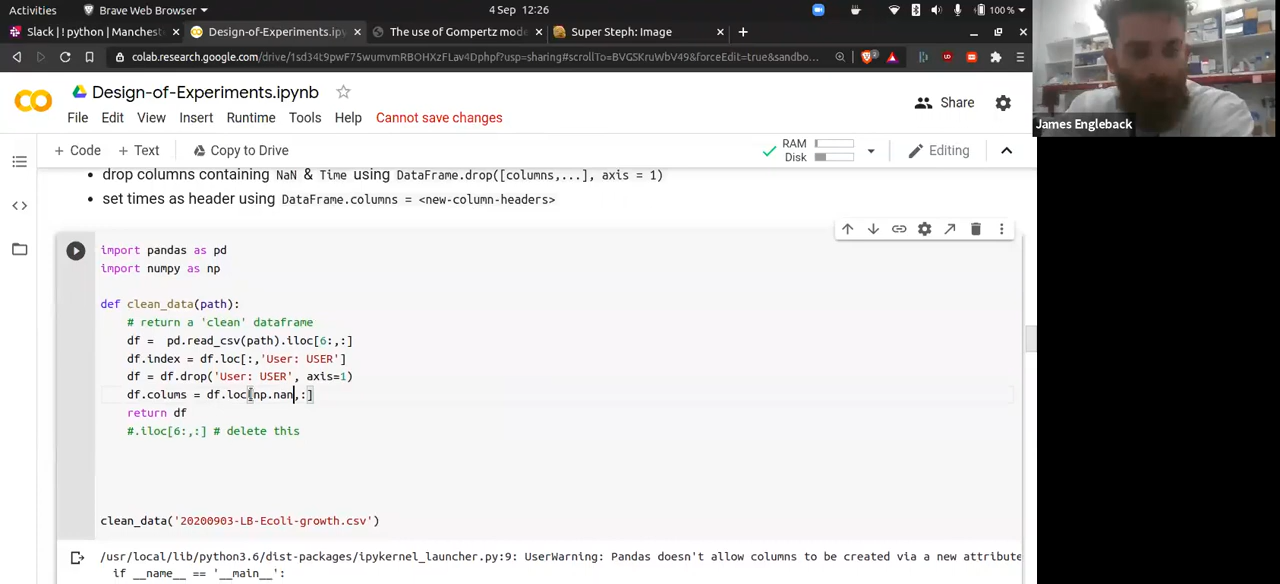 Activities
Brave Web Browser
4 Sep 12:26
100 %
Slack | ! python | Manchest
Design-of-Experiments.ipyn
The use of Gompertz mode
Super Steph: Image
colab.research.google.com/drive/1sd34t9pwF75wumvmRBOHXzFLav4Dphpf?usp=sharing#scrollTo=BVGSKruWbV49&forceEdit=true&sandbo...
Design-of-Experiments.ipynb
Share
File Edit View Insert Runtime Tools Help Cannot save changes
+ Code + Text Copy to Drive
RAM
Disk
Editing
• drop columns containing NaN & Time using DataFrame.drop([columns,...], axis = 1)
• set times as header using DataFrame.columns = <new-column-headers>
import pandas as pd
import numpy as np
def clean_data(path):
# return a 'clean' dataframe
df = pd.read_csv(path).iloc[6:,:]
df.index = df.loc[:,'User: USER']
df = df.drop('User: USER', axis=1)
df.colums = df.loc[np.nan,:]
return df
#.iloc[6:,:] # delete this
clean_data('20200903-LB-Ecoli-growth.csv')
/usr/local/lib/python3.6/dist-packages/ipykernel_launcher.py:9: UserWarning: Pandas doesn't allow columns to be created via a new attribute
if __name__ == '__main__':
James Engleback